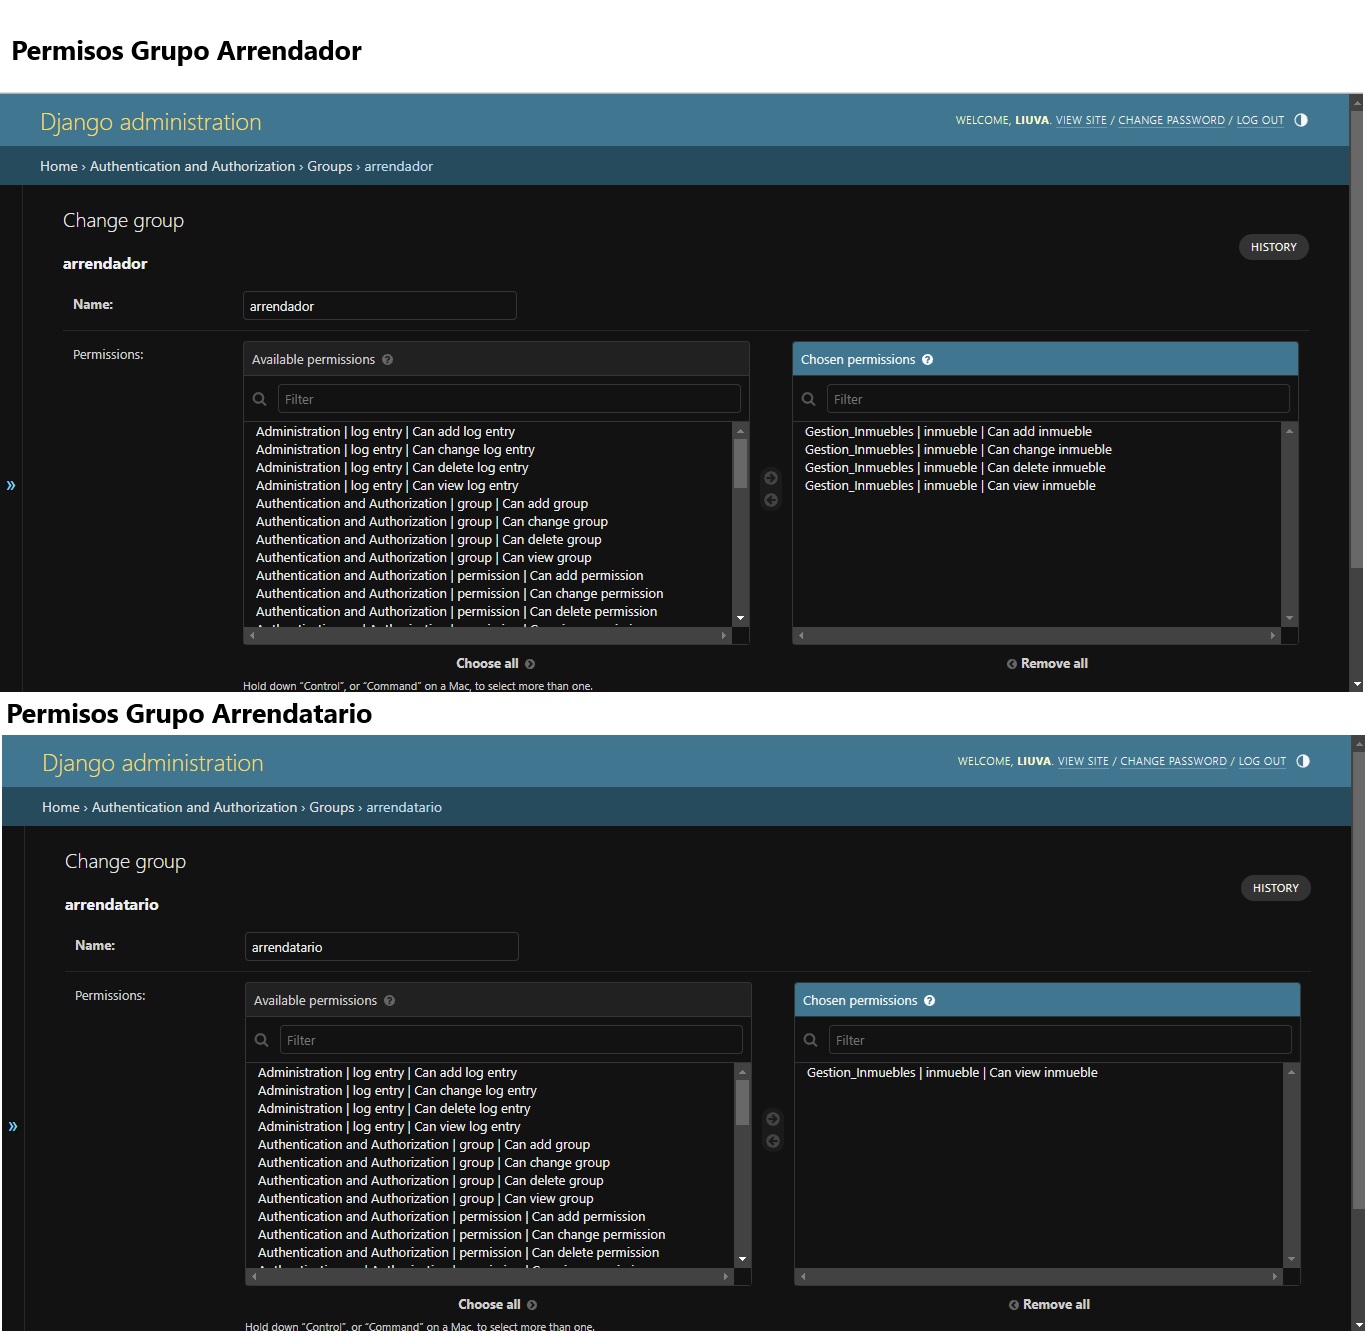 Permisos Grupo Arrendador
Django administration
WELCOME, LIUVA. VIEW SITE / CHANGE PASSWORD / LOG OUT
Home › Authentication and Authorization › Groups › arrendador
Change group
HISTORY
arrendador
Name:
arrendador
Permissions:
Available permissions
Filter
Administration | log entry | Can add log entry
Administration | log entry | Can change log entry
Administration | log entry | Can delete log entry
Administration | log entry | Can view log entry
Authentication and Authorization | group | Can add group
Authentication and Authorization | group | Can change group
Authentication and Authorization | group | Can delete group
Authentication and Authorization | group | Can view group
Authentication and Authorization | permission | Can add permission
Authentication and Authorization | permission | Can change permission
Authentication and Authorization | permission | Can delete permission
Choose all
Hold down “Control”, or “Command” on a Mac, to select more than one.
Chosen permissions
Filter
Gestion_Inmuebles | inmueble | Can add inmueble
Gestion_Inmuebles | inmueble | Can change inmueble
Gestion_Inmuebles | inmueble | Can delete inmueble
Gestion_Inmuebles | inmueble | Can view inmueble
Remove all
»
Permisos Grupo Arrendatario
Django administration
WELCOME, LIUVA. VIEW SITE / CHANGE PASSWORD / LOG OUT
Home › Authentication and Authorization › Groups › arrendatario
Change group
HISTORY
arrendatario
Name:
arrendatario
Permissions:
Available permissions
Filter
Administration | log entry | Can add log entry
Administration | log entry | Can change log entry
Administration | log entry | Can delete log entry
Administration | log entry | Can view log entry
Authentication and Authorization | group | Can add group
Authentication and Authorization | group | Can change group
Authentication and Authorization | group | Can delete group
Authentication and Authorization | group | Can view group
Authentication and Authorization | permission | Can add permission
Authentication and Authorization | permission | Can change permission
Authentication and Authorization | permission | Can delete permission
Choose all
Hold down “Control”, or “Command” on a Mac, to select more than one.
Chosen permissions
Filter
Gestion_Inmuebles | inmueble | Can view inmueble
Remove all
»